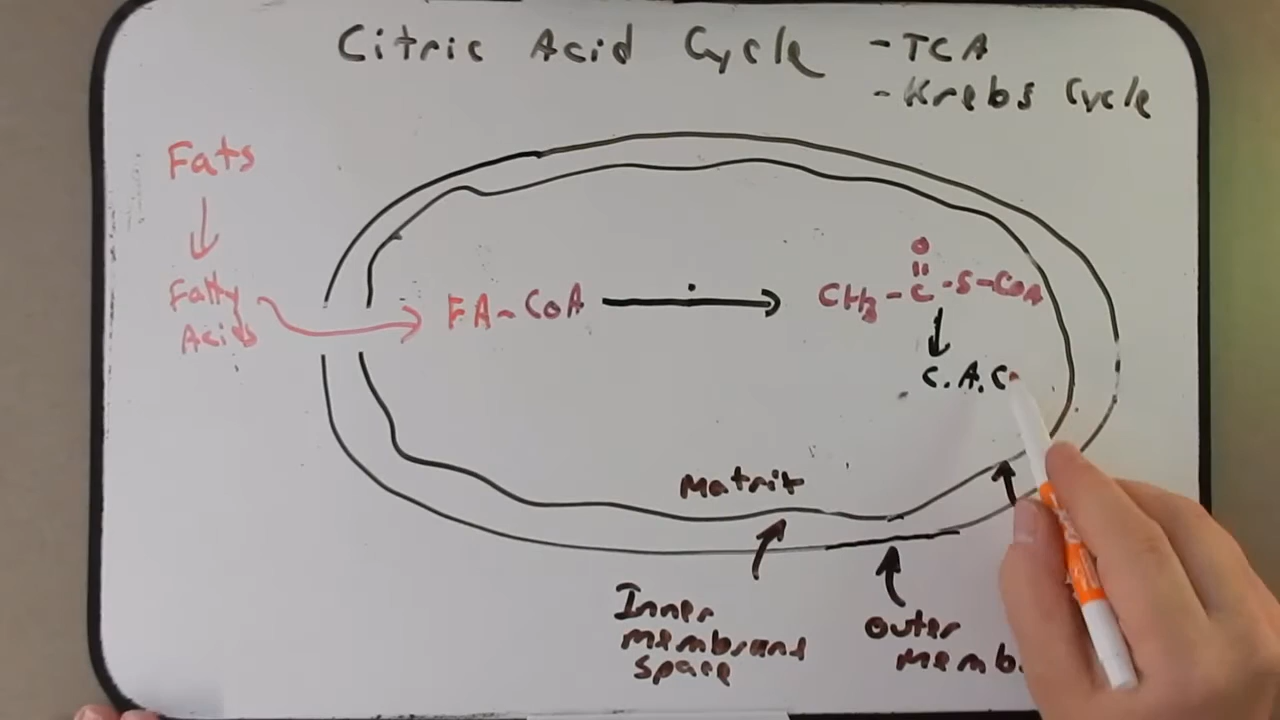 Citric Acid Cycle - TCA
- Krebs Cycle
Fats
Fatty
Acids
FA-CoA
O
CH3-C-S-CoA
C.A.C.
Matrix
Inner
membrane
space
outer
memb.